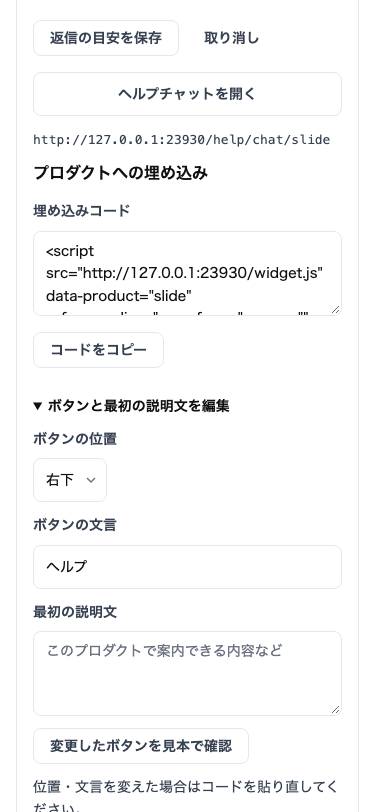 返信の目安を保存 取り消し
ヘルプチャットを開く
http://127.0.0.1:23930/help/chat/slide
プロダクトへの埋め込み
埋め込みコード
<script
src="http://127.0.0.1:23930/widget.js"
data-product="slide"
コードをコピー
▼ ボタンと最初の説明文を編集
ボタンの位置
右下
ボタンの文言
ヘルプ
最初の説明文
このプロダクトで案内できる内容など
変更したボタンを見本で確認
位置・文言を変えた場合はコードを貼り直してく
ださい。